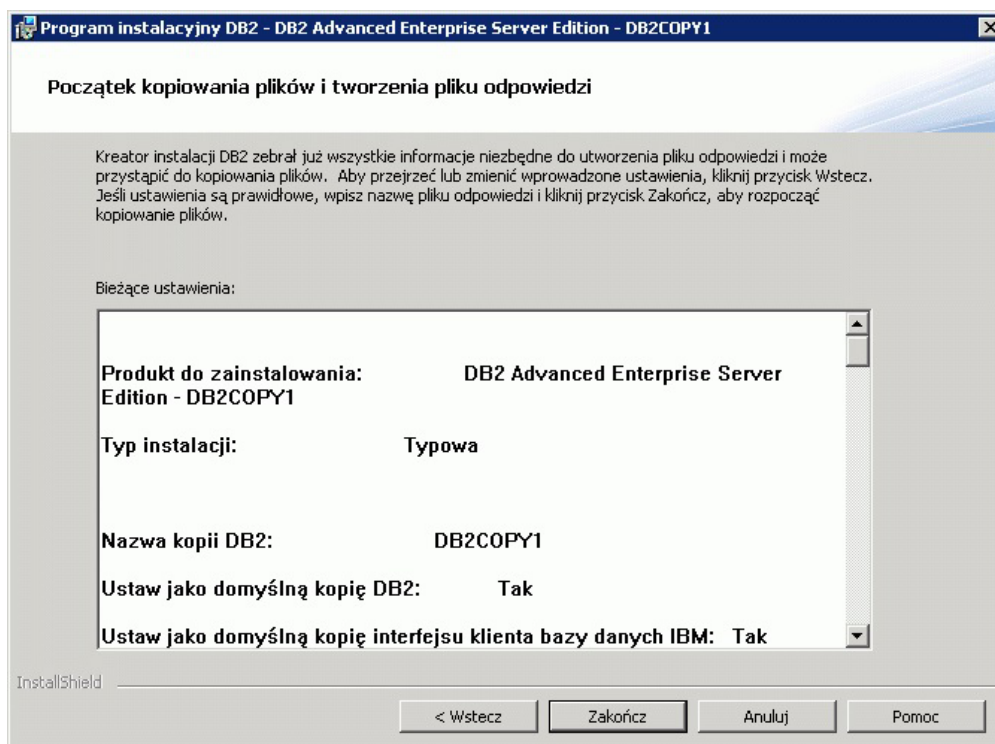 Program instalacyjny DB2 - DB2 Advanced Enterprise Server Edition - DB2COPY1
Początek kopiowania plików i tworzenia pliku odpowiedzi
Kreator instalacji DB2 zebrał już wszystkie informacje niezbędne do utworzenia pliku odpowiedzi i może
przystąpić do kopiowania plików. Aby przejrzeć lub zmienić wprowadzone ustawienia, kliknij przycisk Wstecz.
Jeśli ustawienia są prawidłowe, wpisz nazwę pliku odpowiedzi i kliknij przycisk Zakończ, aby rozpocząć
kopiowanie plików.
Bieżące ustawienia:
Produkt do zainstalowania: DB2 Advanced Enterprise Server
Edition - DB2COPY1
Typ instalacji: Typowa
Nazwa kopii DB2: DB2COPY1
Ustaw jako domyślną kopię DB2: Tak
Ustaw jako domyślną kopię interfejsu klienta bazy danych IBM: Tak
InstallShield
< Wstecz Zakończ Anuluj Pomoc